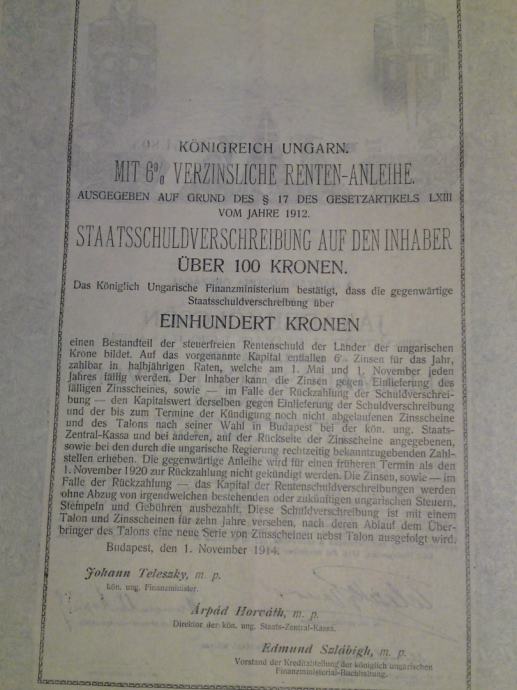 KÖNIGREICH UNGARN.
MIT 6% VERZINSLICHE RENTEN-ANLEIHE.
AUSGEGEBEN AUF GRUND DES § 17 DES GESETZARTIKELS LXIII
VOM JAHRE 1912.
STAATSSCHULDVERSCHREIBUNG AUF DEN INHABER
ÜBER 100 KRONEN.
Das Königlich Ungarische Finanzministerium bestätigt, dass die gegenwärtige
Staatsschuldverschreibung über
EINHUNDERT KRONEN
einen Bestandteil der steuerfreien Rentenschuld der Länder der ungarischen
Krone bildet. Auf das vorgenannte Kapital entfallen 6% Zinsen für das Jahr,
zahlbar in halbjährigen Raten, welche am 1. Mai und 1. November jeden
Jahres fällig werden. Der Inhaber kann die Zinsen gegen Einlieferung des
fälligen Zinsscheines, sowie — im Falle der Rückzahlung der Schuldverschrei-
bung — den Kapitalswert derselben gegen Einlieferung der Schuldverschreibung
und der bis zum Termine der Kündigung noch nicht abgelaufenen Zinsscheine
und des Talons nach seiner Wahl in Budapest bei der kön. ung. Staats-
Zentral-Kassa und bei anderen, auf der Rückseite der Zinsscheine angegebenen,
sowie bei den durch die ungarische Regierung rechtzeitig bekanntzugebenden Zahl-
stellen erheben. Die gegenwärtige Anleihe wird für einen früheren Termin als den
1. November 1920 zur Rückzahlung nicht gekündigt werden. Die Zinsen, sowie — im
Falle der Rückzahlung — das Kapital der Rentenschuldverschreibungen werden
ohne Abzug von irgendwelchen bestehenden oder zukünftigen ungarischen Steuern,
Stempeln und Gebühren ausbezahlt. Diese Schuldverschreibung ist mit einem
Talon und Zinsscheinen für zehn Jahre versehen, nach deren Ablauf dem Über-
bringer des Talons eine neue Serie von Zinsscheinen nebst Talon ausgefolgt wird.
Budapest, den 1. November 1914.
Johann Teleszky, m. p.
kön. ung. Finanzminister.
Árpád Horváth, m. p.
Direktor der kön. ung. Staats-Zentral-Kassa.
Edmund Szlábigh, m. p.
Vorstand der Kreditabteilung der königlich ungarischen
Finanzministerial-Buchhaltung.